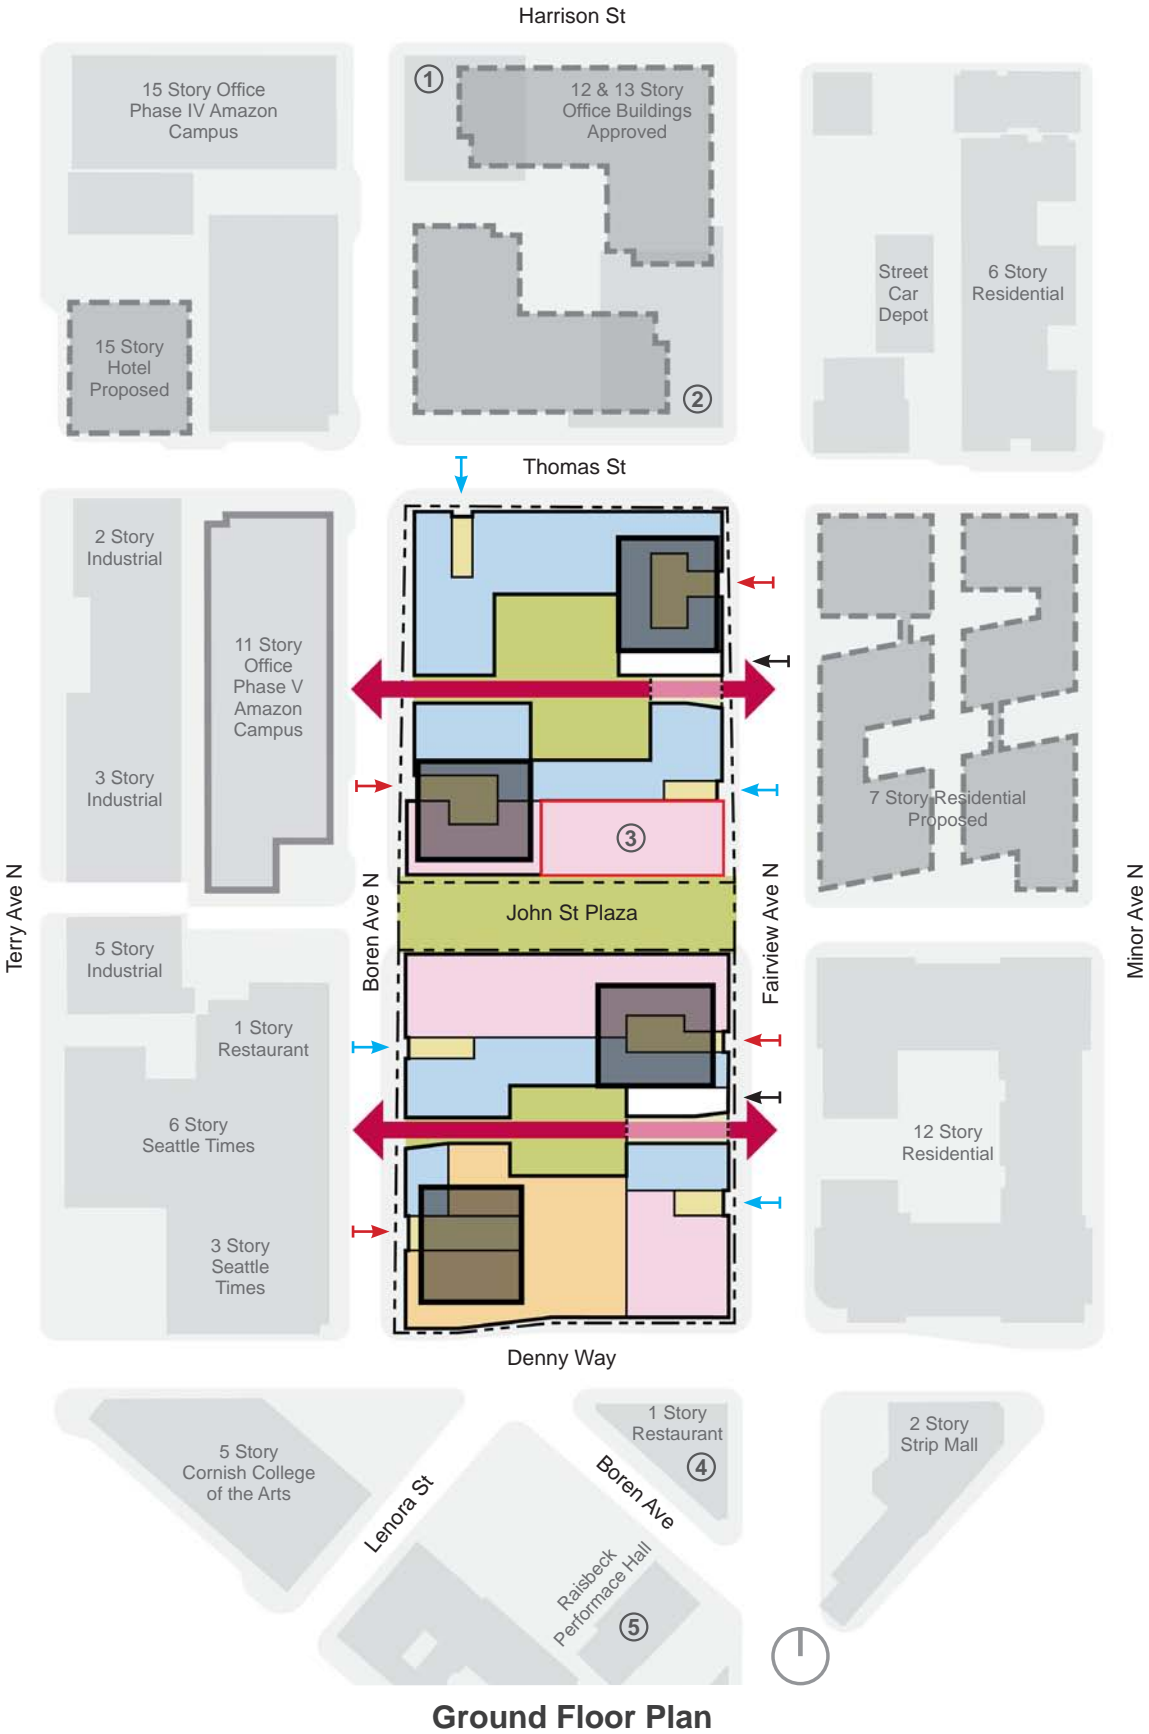 Harrison St
15 Story Office
Phase IV Amazon
Campus
1
12 & 13 Story
Office Buildings
Approved
15 Story
Hotel
Proposed
2
Street
Car
Depot
6 Story
Residential
Thomas St
2 Story
Industrial
11 Story
Office
Phase V
Amazon
Campus
3 Story
Industrial
3
7 Story Residential
Proposed
Terry Ave N
Boren Ave N
John St Plaza
Fairview Ave N
Minor Ave N
5 Story
Industrial
1 Story
Restaurant
6 Story
Seattle Times
3 Story
Seattle
Times
12 Story
Residential
Denny Way
5 Story
Cornish College
of the Arts
Lenora St
1 Story
Restaurant
4
Boren Ave
2 Story
Strip Mall
Raisbeck
Performace Hall
5
Ground Floor Plan